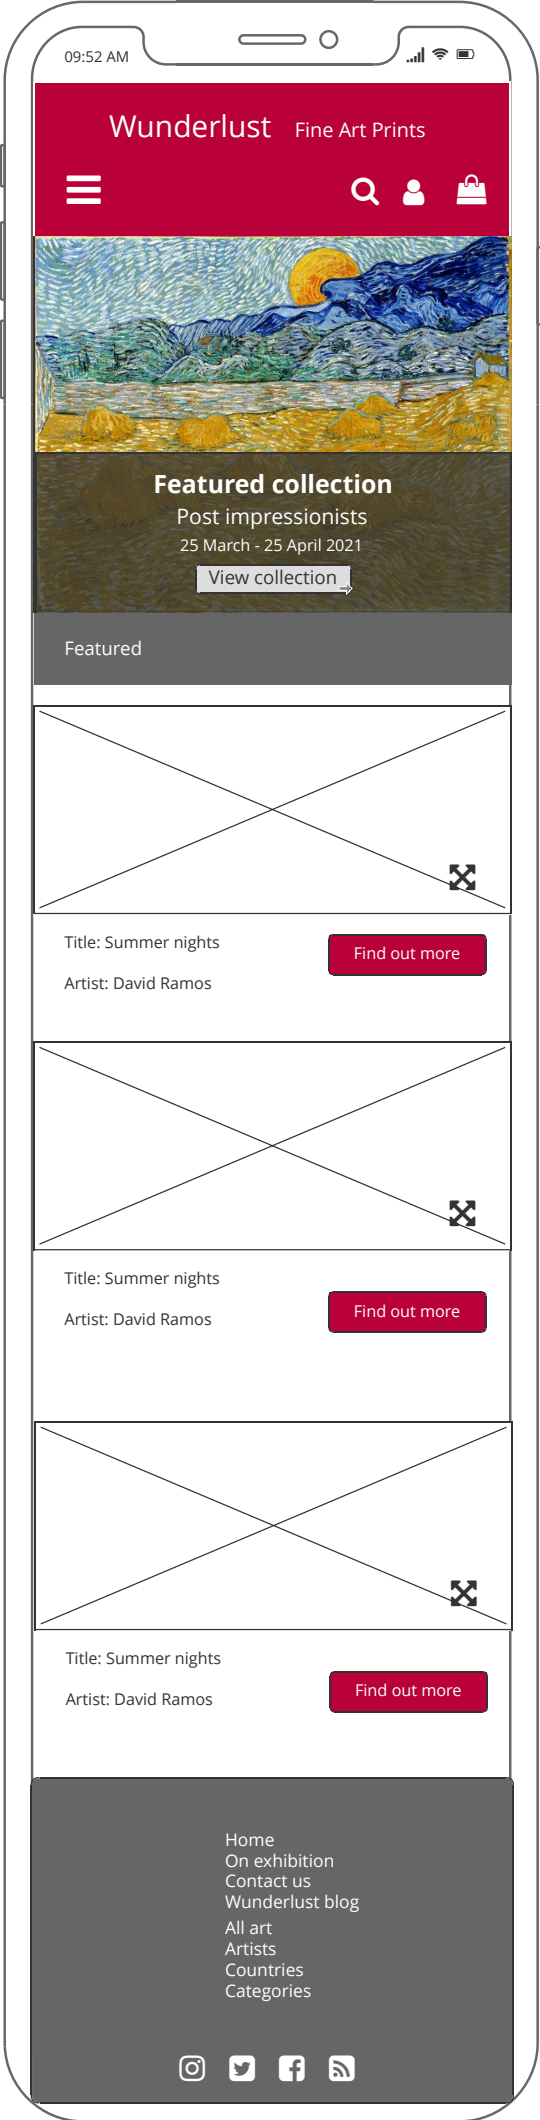 09:52 AM
Wunderlust Fine Art Prints
Featured collection
Post impressionists
25 March - 25 April 2021
View collection
Featured
Title: Summer nights
Find out more
Artist: David Ramos
Title: Summer nights
Find out more
Artist: David Ramos
Title: Summer nights
Find out more
Artist: David Ramos
Home
On exhibition
Contact us
Wunderlust blog
All art
Artists
Countries
Categories